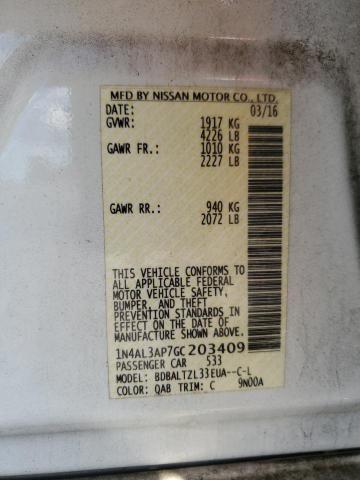 MFD BY NISSAN MOTOR CO., LTD.
DATE: 03/16
GVWR: 1917 KG
4226 LB
GAWR FR.: 1010 KG
2227 LB
GAWR RR.: 940 KG
2072 LB
THIS VEHICLE CONFORMS TO
ALL APPLICABLE FEDERAL
MOTOR VEHICLE SAFETY,
BUMPER, AND THEFT
PREVENTION STANDARDS IN
EFFECT ON THE DATE OF
MANUFACTURE SHOWN ABOVE.
1N4AL3AP7GC203409
PASSENGER CAR 533
MODEL: BDBALTZL33EUA--C-L
COLOR: QAB TRIM: C 9N00A